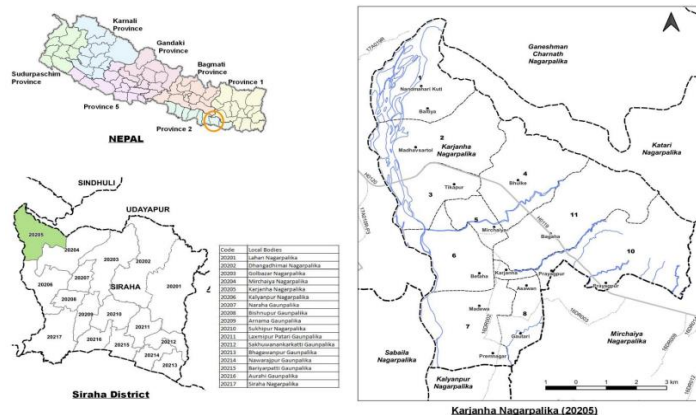 Karnali
Province
Gandaki
Province
Bagmati
Province
Province 1
Sudurpaschim
Province
Province 5
Province 2
NEPAL
SINDHULI
UDAYAPUR
SIRAHA
20205
20204
20203
20202
20201
20207
20206
20208
20209
20210
20211
20212
20213
20214
20215
20216
20217
Siraha District
Code Local Bodies
20201 Lahan Nagarpalika
20202 Dhangadhimai Nagarpalika
20203 Golbazar Nagarpalika
20204 Mirchaiya Nagarpalika
20205 Karjanha Nagarpalika
20206 Kalyanpur Nagarpalika
20207 Naraha Gaunpalika
20208 Bishnupur Gaunpalika
20209 Arnama Gaunpalika
20210 Sukhipur Nagarpalika
20211 Laxmipur Patari Gaunpalika
20212 Sakhuwanankarkatti Gaunpalika
20213 Bhagawanpur Gaunpalika
20214 Nawarajpur Gaunpalika
20215 Bariyarpatti Gaunpalika
20216 Aurahi Gaunpalika
20217 Siraha Nagarpalika
Ganeshman
Charnath
Nagarpalika
1
2
Karjanha
Nagarpalika
Katari
Nagarpalika
4
Bhulke
3
Tikapur
5
Mirchaiya
11
Bagaha
10
6
Betaha
Karjanha
Prayagpur
Asanpur
7
8
Gautari
Premnagar
Mirchaiya
Nagarpalika
Sabaila
Nagarpalika
Kalyanpur
Nagarpalika
1 0 1 2 3 km
Karjanha Nagarpalika (20205)